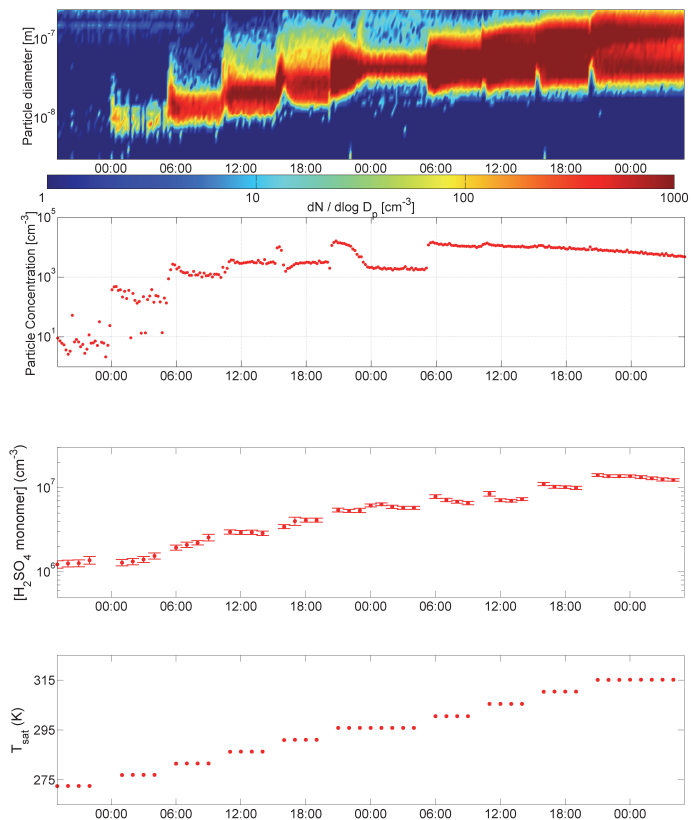 Particle diameter [m]
10⁻⁷
10⁻⁸
00:00 06:00 12:00 18:00 00:00 06:00 12:00 18:00 00:00
1 10 100 1000
dN / dlog Dₚ [cm⁻³]
Particle Concentration [cm⁻³]
10⁵
10³
10¹
00:00 06:00 12:00 18:00 00:00 06:00 12:00 18:00 00:00
[H₂SO₄ monomer] (cm⁻³)
10⁷
10⁶
00:00 06:00 12:00 18:00 00:00 06:00 12:00 18:00 00:00
T_sat (K)
315
295
275
00:00 06:00 12:00 18:00 00:00 06:00 12:00 18:00 00:00